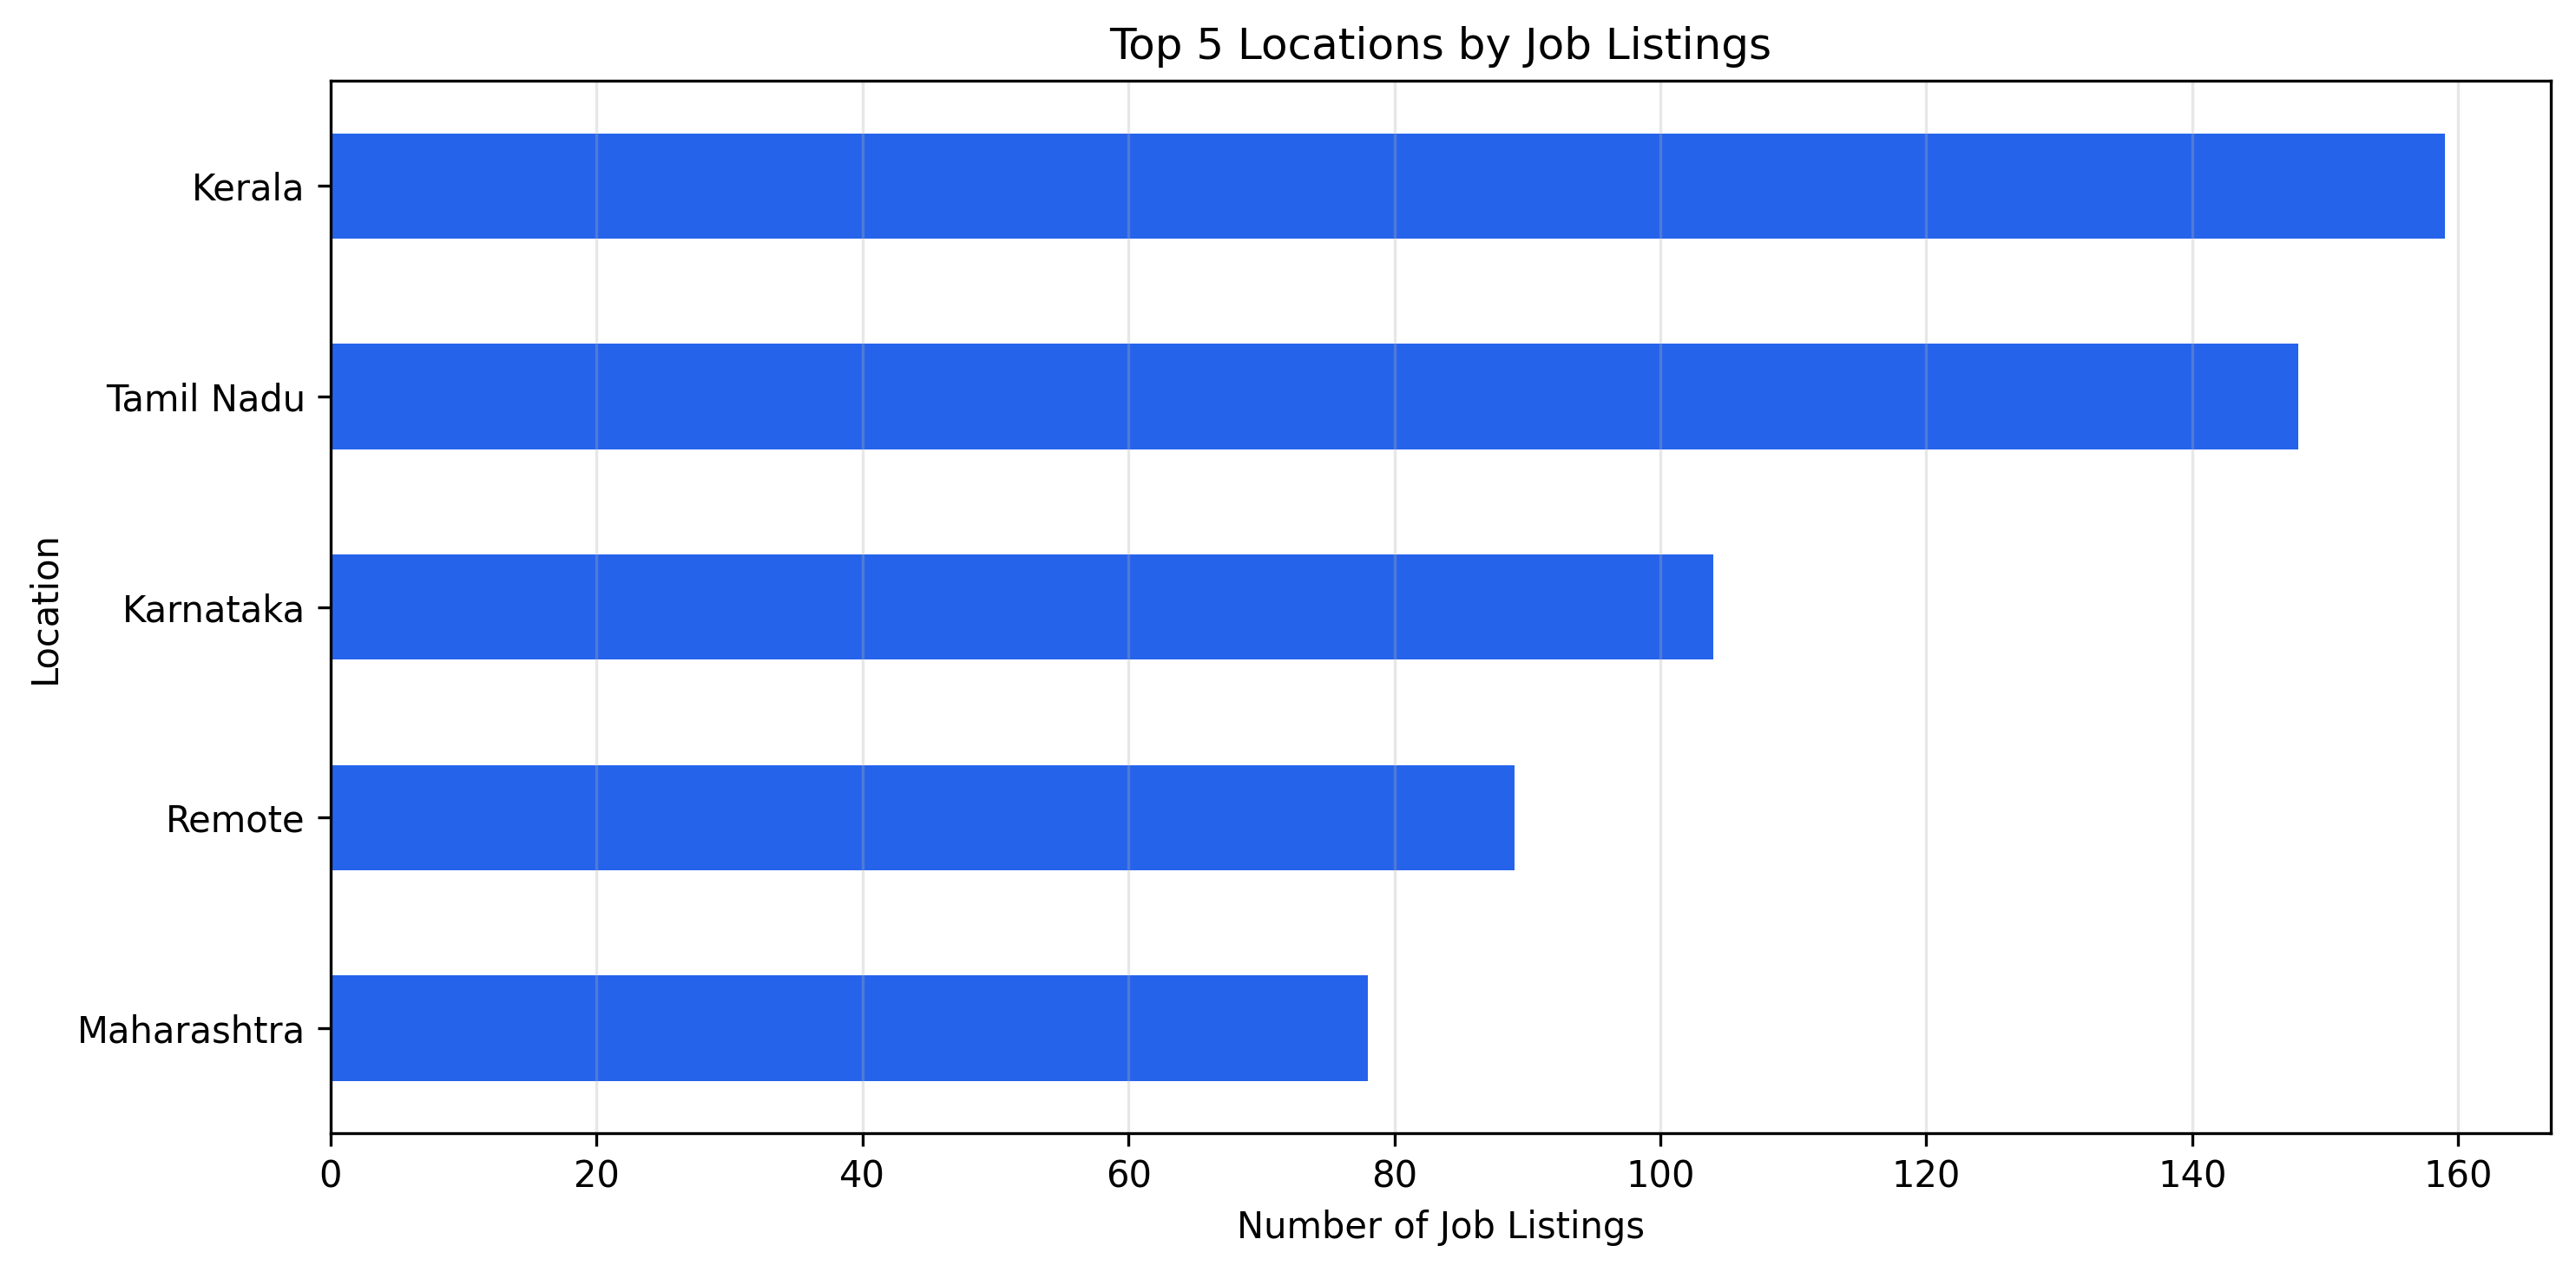 Top 5 Locations by Job Listings
Kerala
Tamil Nadu
Karnataka
Remote
Maharashtra
Location
0 20 40 60 80 100 120 140 160
Number of Job Listings